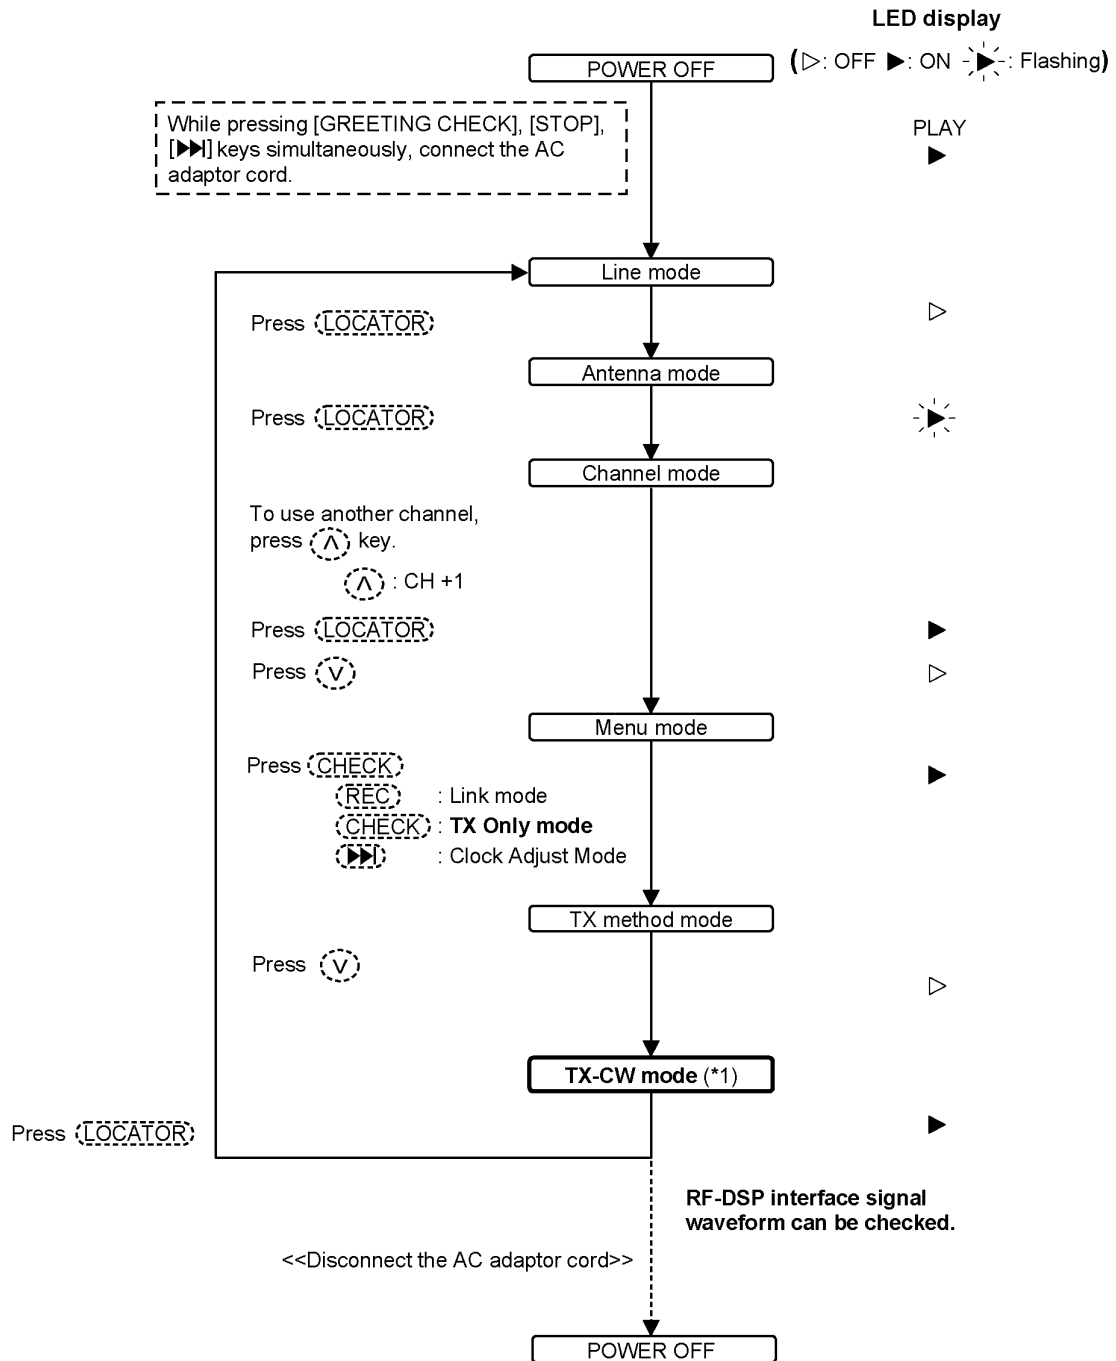 LED display
POWER OFF
(▷: OFF ▶: ON ▶: Flashing)
While pressing [GREETING CHECK], [STOP],
[▶▶|] keys simultaneously, connect the AC
adaptor cord.
PLAY
Line mode
Press (LOCATOR)
Antenna mode
Press (LOCATOR)
Channel mode
To use another channel,
press (Λ) key.
(Λ) : CH +1
Press (LOCATOR)
Press (V)
Menu mode
Press (CHECK)
(REC) : Link mode
(CHECK) : TX Only mode
(▶▶|) : Clock Adjust Mode
TX method mode
Press (V)
TX-CW mode (*1)
Press (LOCATOR)
RF-DSP interface signal
waveform can be checked.
<<Disconnect the AC adaptor cord>>
POWER OFF